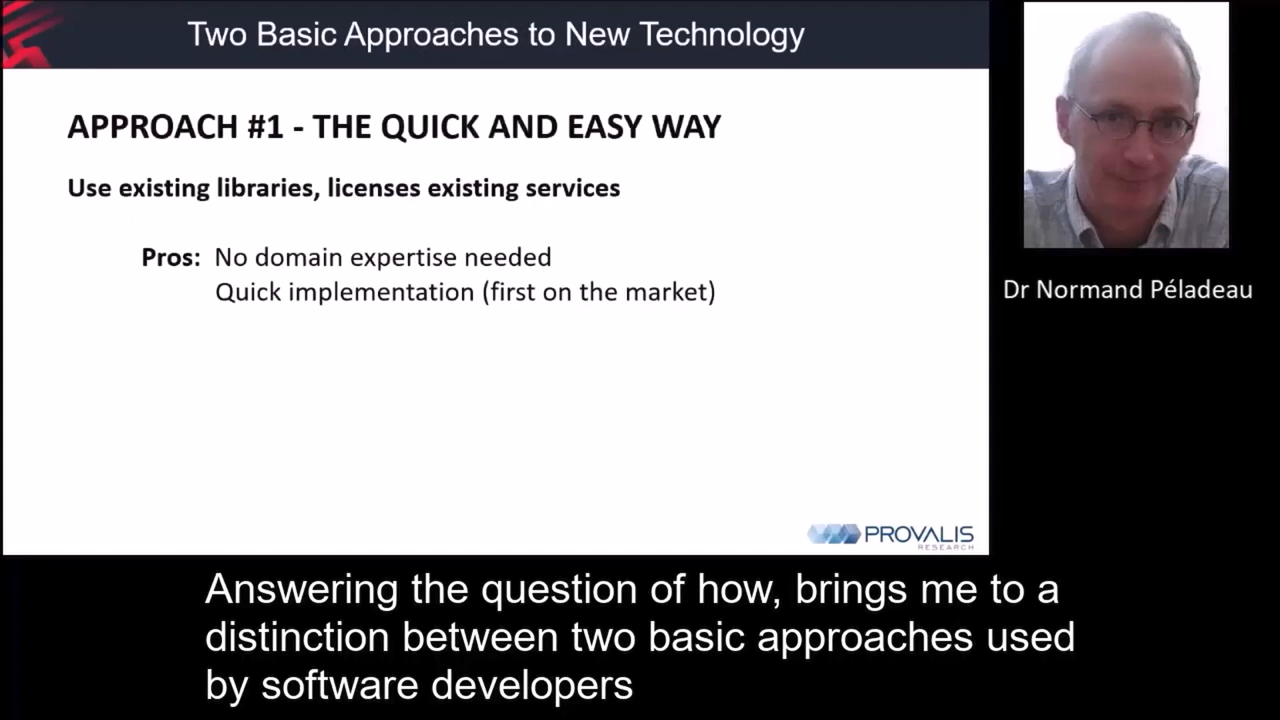 Two Basic Approaches to New Technology
APPROACH #1 - THE QUICK AND EASY WAY
Use existing libraries, licenses existing services
Pros: No domain expertise needed
Quick implementation (first on the market)
PROVALIS
RESEARCH
Dr Normand Péladeau
Answering the question of how, brings me to a
distinction between two basic approaches used
by software developers